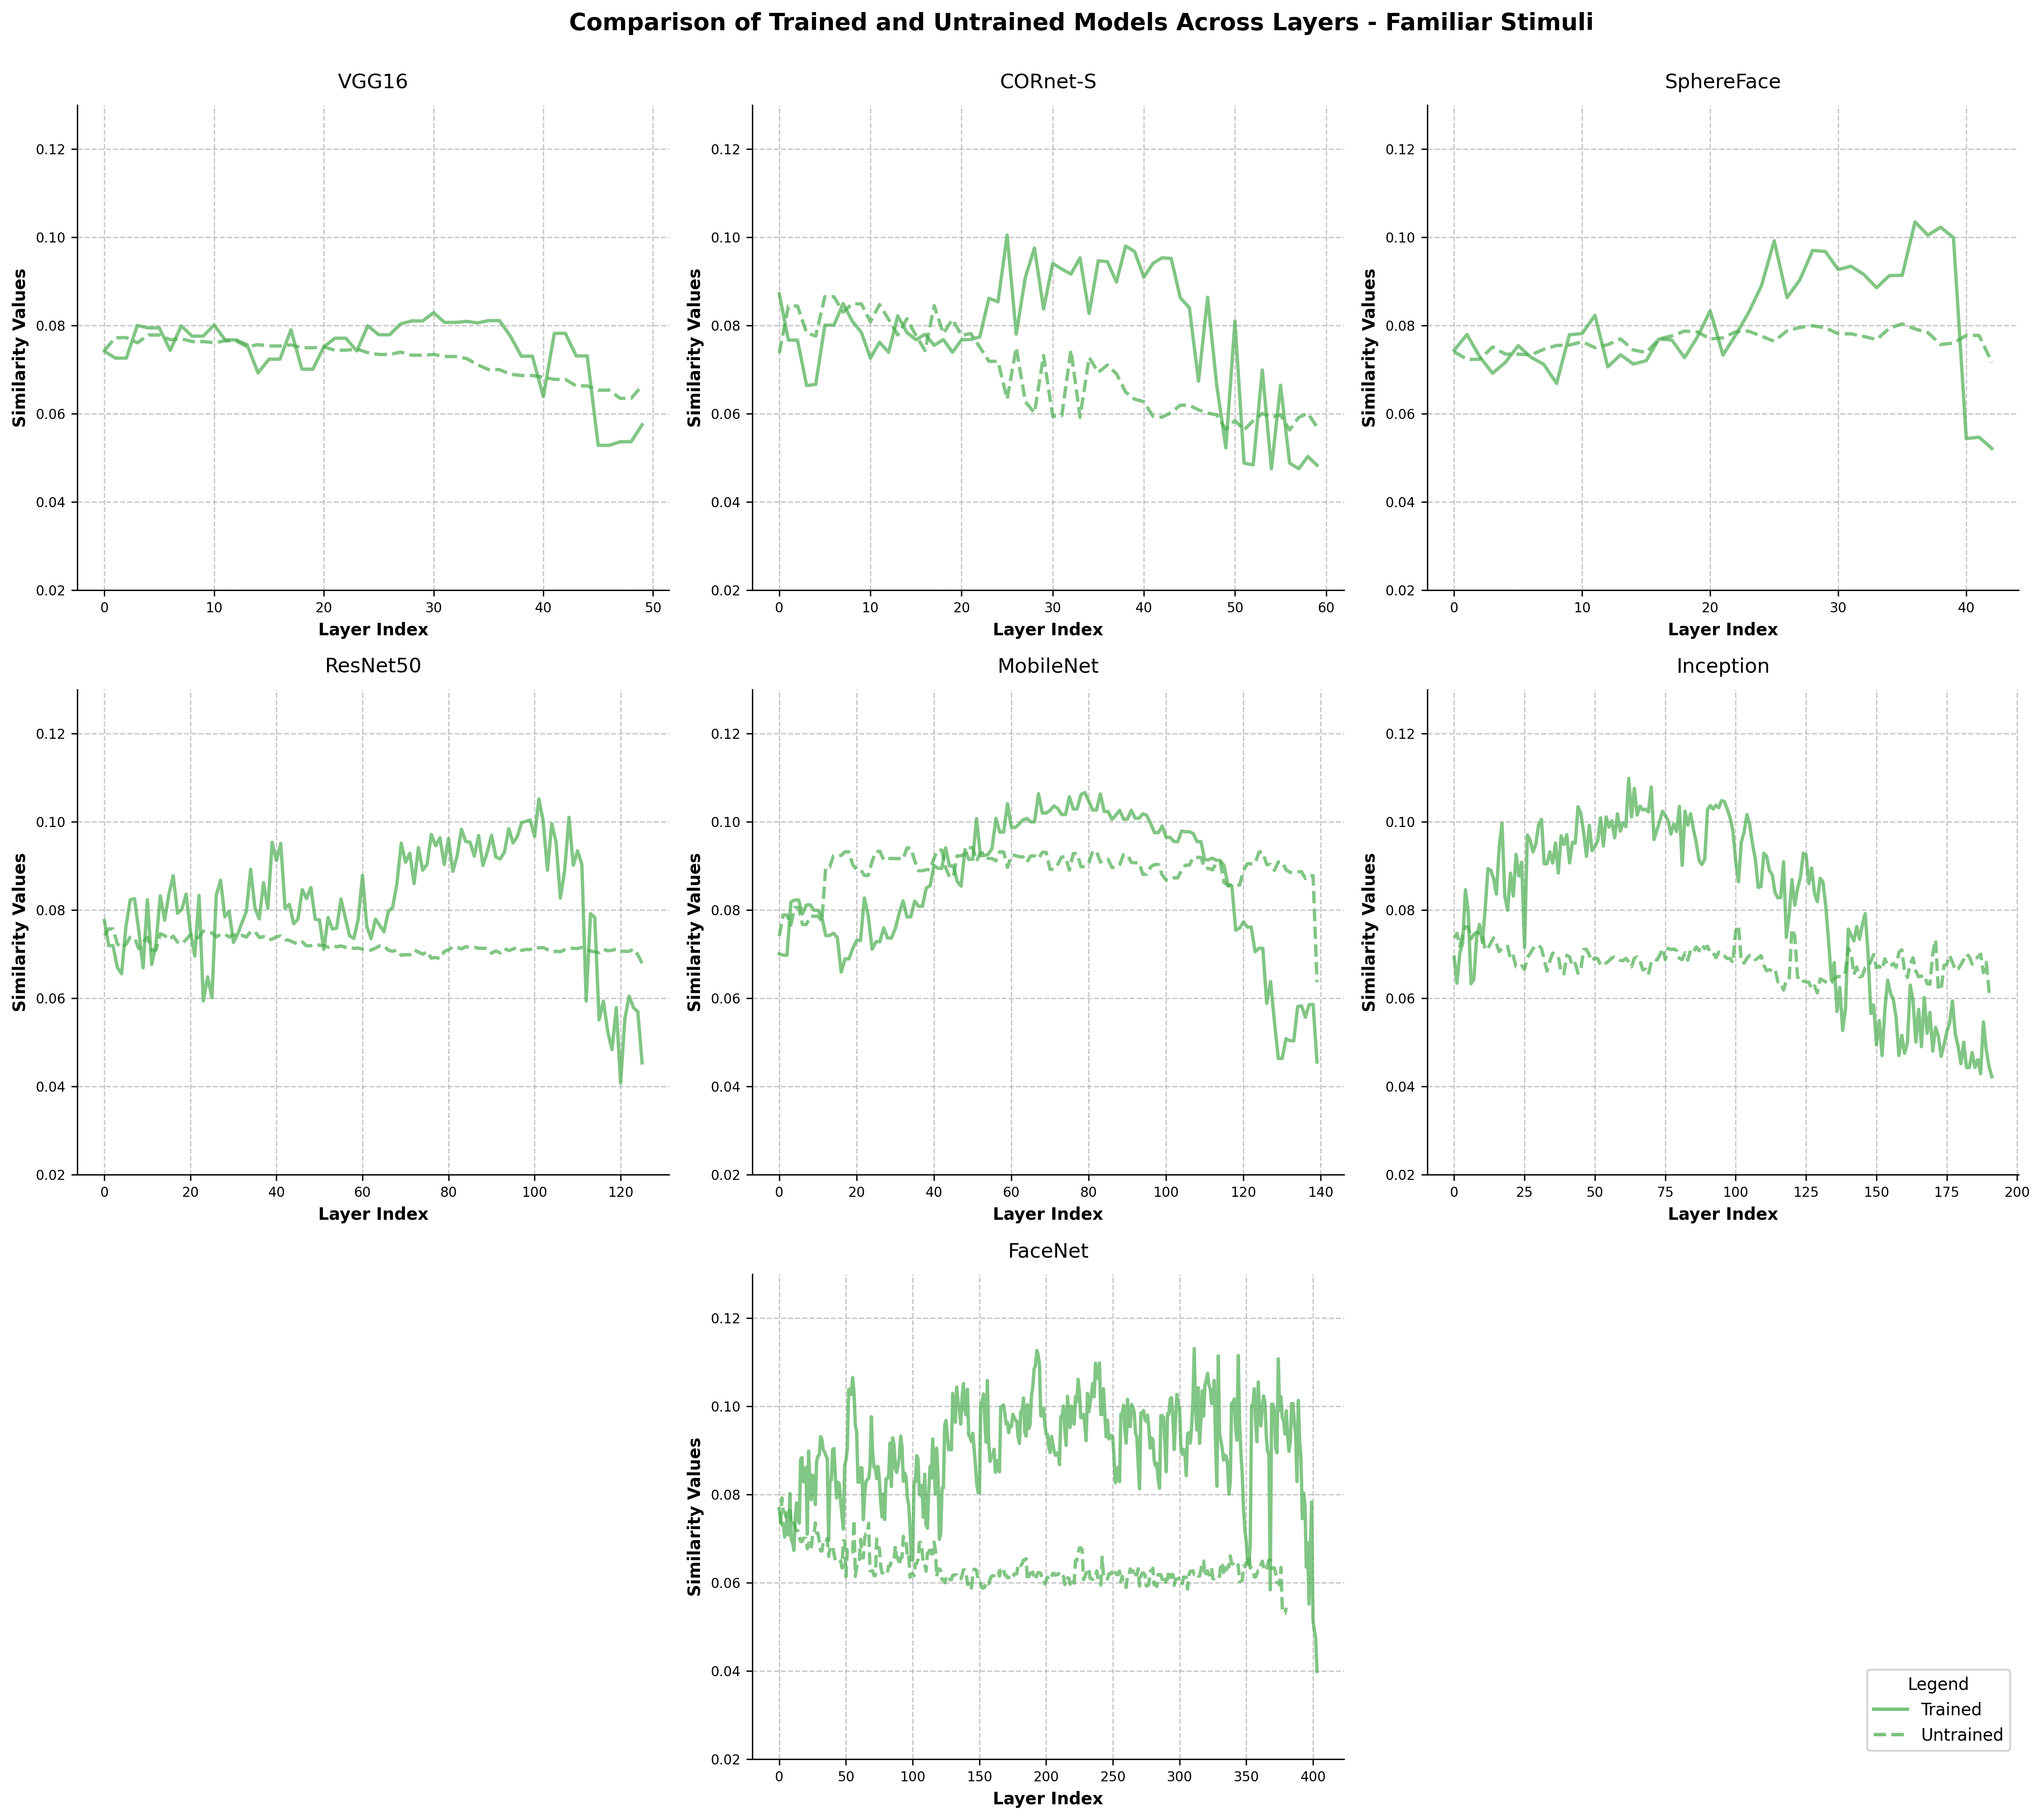 Comparison of Trained and Untrained Models Across Layers - Familiar Stimuli
VGG16
0.12
0.10
0.08
0.06
0.04
0.02
Similarity Values
0 10 20 30 40 50
Layer Index
CORnet-S
0.12
0.10
0.08
0.06
0.04
0.02
Similarity Values
0 10 20 30 40 50 60
Layer Index
SphereFace
0.12
0.10
0.08
0.06
0.04
0.02
Similarity Values
0 10 20 30 40
Layer Index
ResNet50
0.12
0.10
0.08
0.06
0.04
0.02
Similarity Values
0 20 40 60 80 100 120
Layer Index
MobileNet
0.12
0.10
0.08
0.06
0.04
0.02
Similarity Values
0 20 40 60 80 100 120 140
Layer Index
Inception
0.12
0.10
0.08
0.06
0.04
0.02
Similarity Values
0 25 50 75 100 125 150 175 200
Layer Index
FaceNet
0.12
0.10
0.08
0.06
0.04
0.02
Similarity Values
0 50 100 150 200 250 300 350 400
Layer Index
Legend
Trained
Untrained